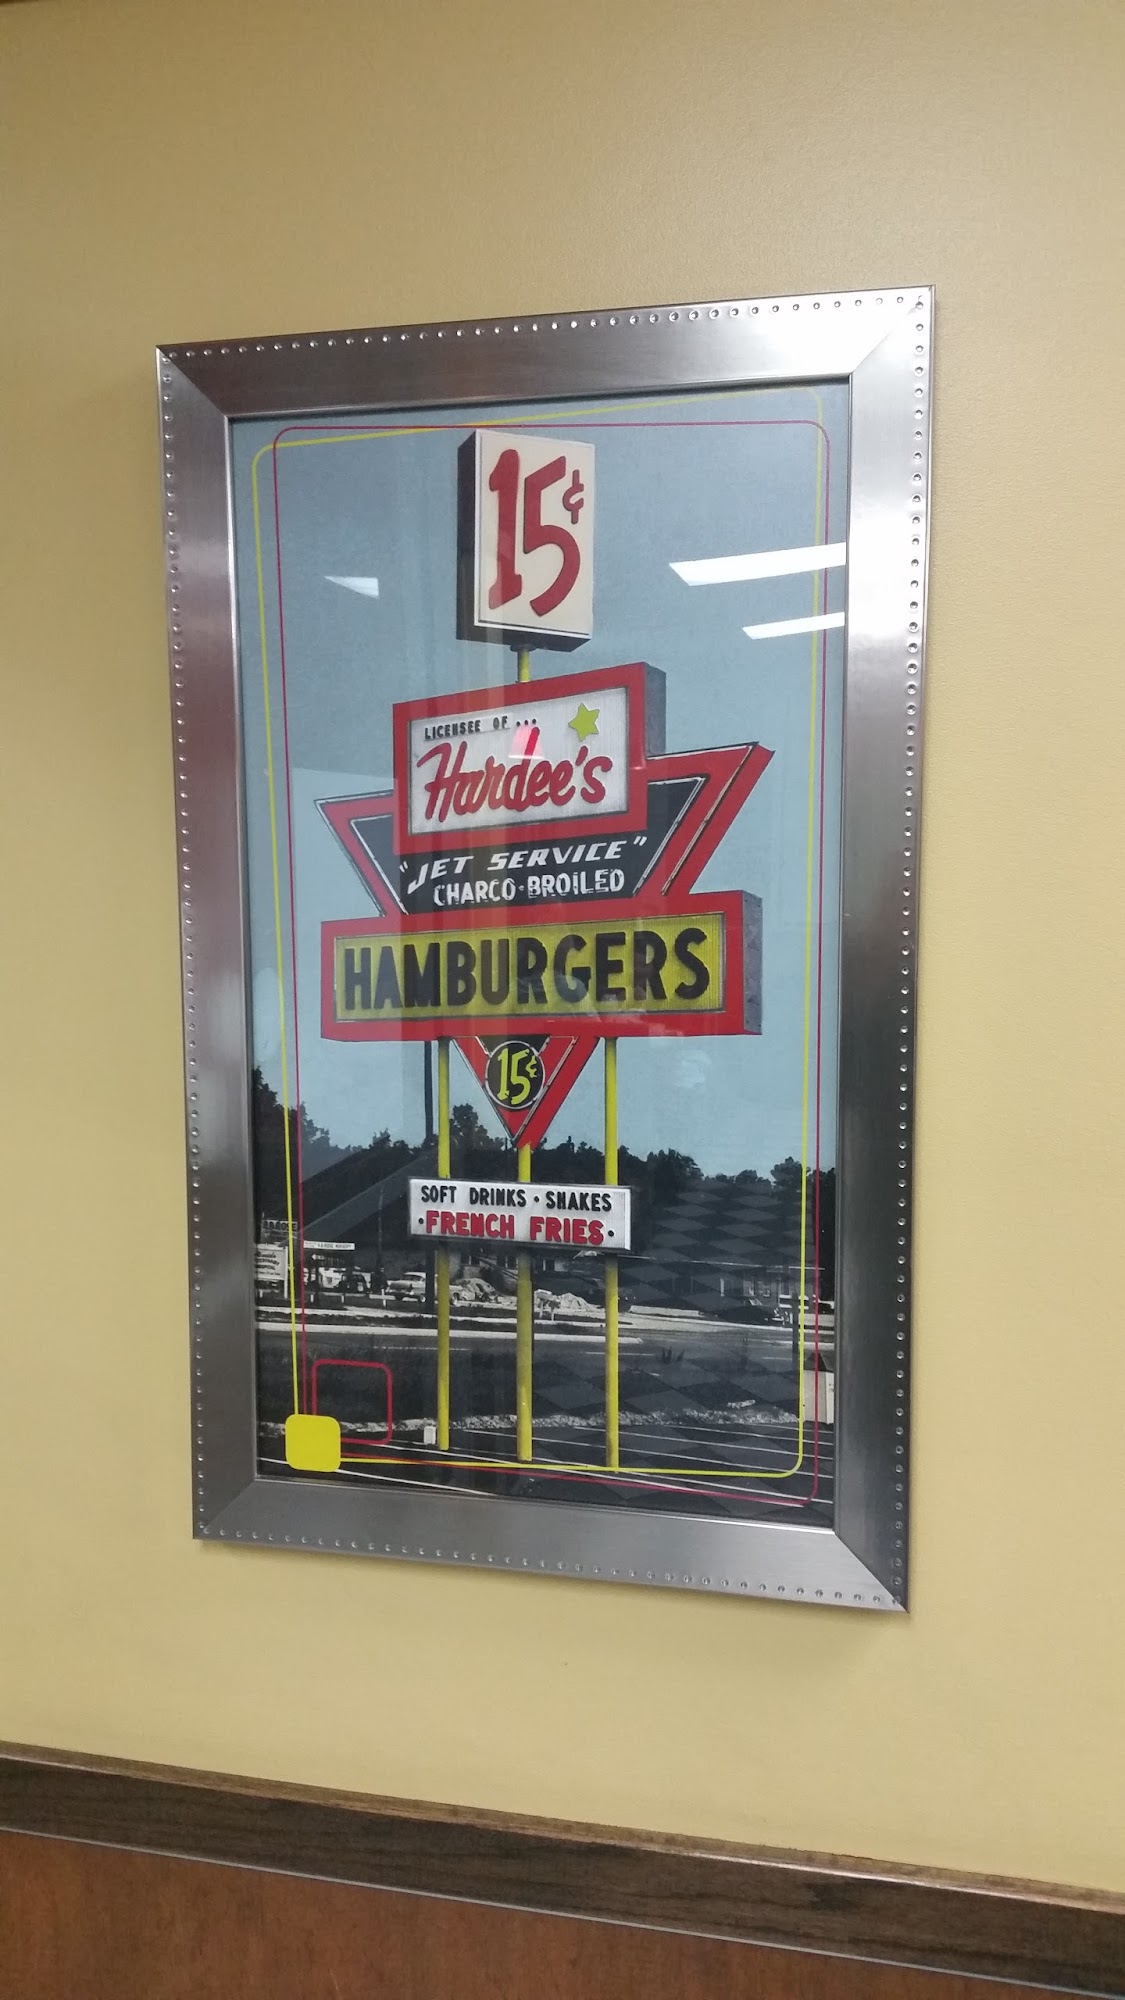 15¢
LICENSEE OF...
Hardee's
"JET SERVICE"
CHARCO-BROILED
HAMBURGERS
15¢
SOFT DRINKS · SHAKES
·FRENCH FRIES·